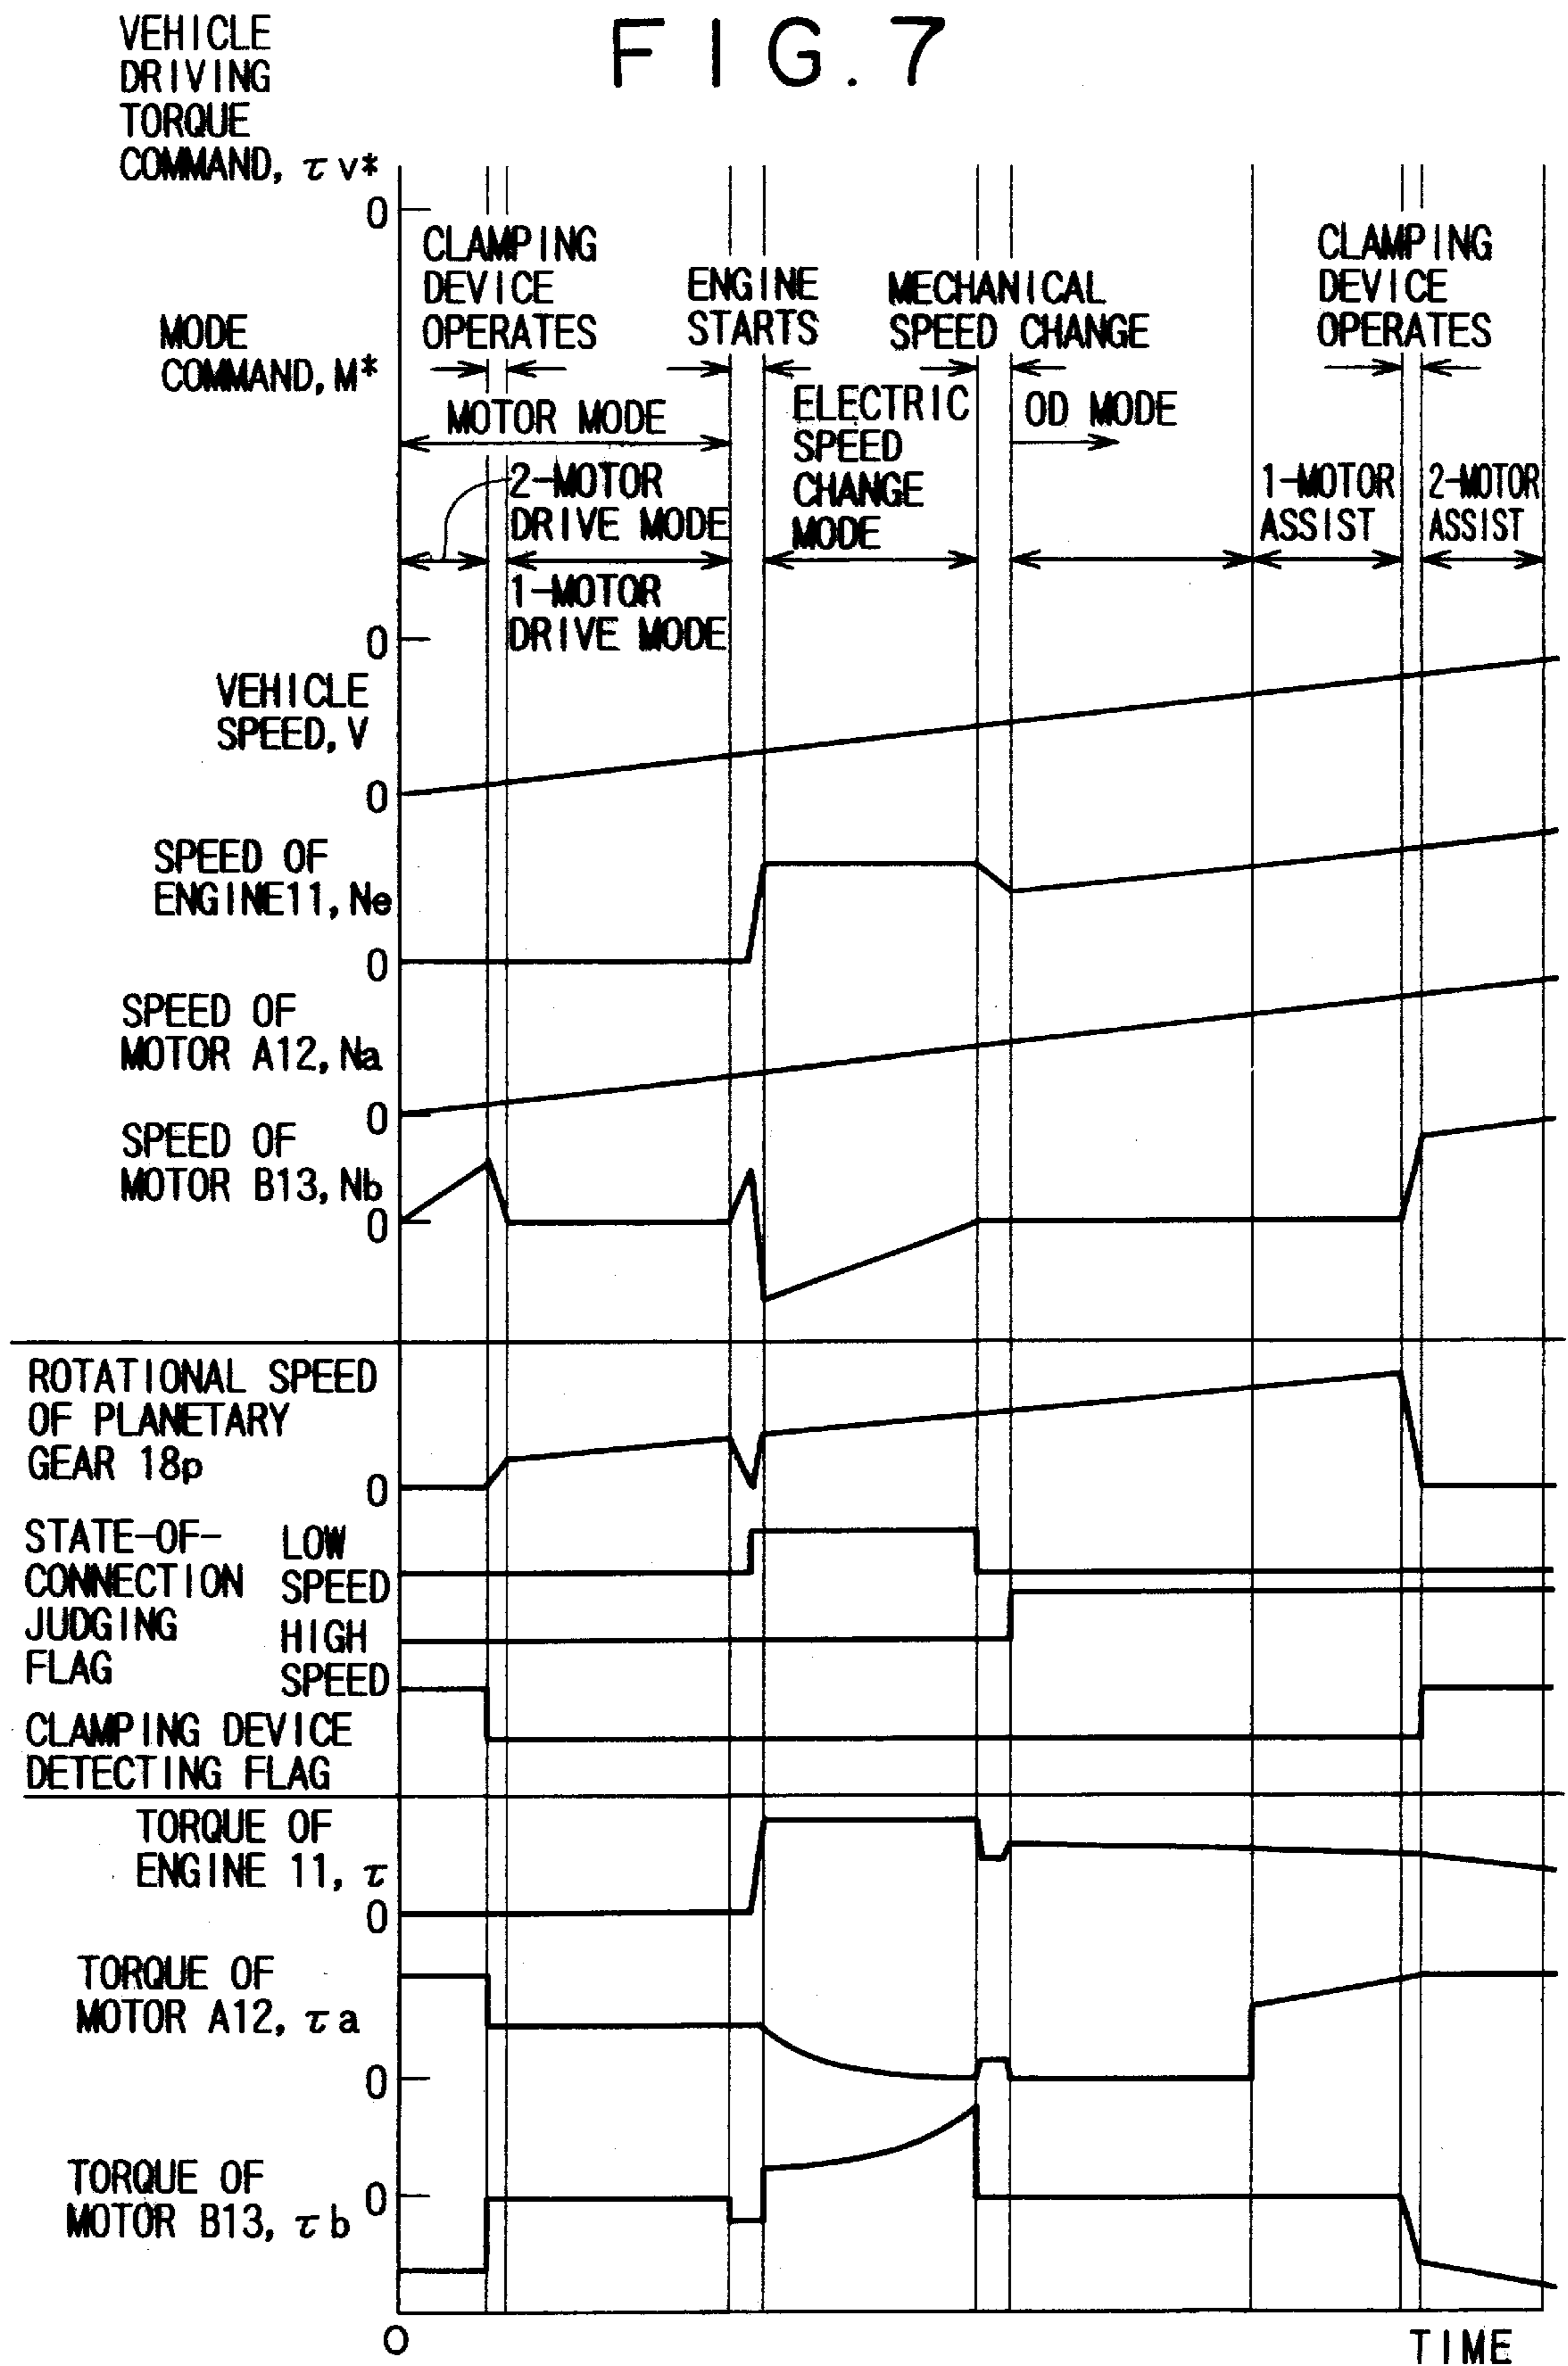 FIG. 7
VEHICLE
DRIVING
TORQUE
COMMAND, τv*
0
CLAMPING
DEVICE
OPERATES
ENGINE
STARTS
MECHANICAL
SPEED CHANGE
CLAMPING
DEVICE
OPERATES
MODE
COMMAND, M*
MOTOR MODE
ELECTRIC
SPEED
CHANGE
MODE
OD MODE
2-MOTOR
DRIVE MODE
1-MOTOR
DRIVE MODE
1-MOTOR
ASSIST
2-MOTOR
ASSIST
0
VEHICLE
SPEED, V
0
SPEED OF
ENGINE11, Ne
0
SPEED OF
MOTOR A12, Na
0
SPEED OF
MOTOR B13, Nb
0
ROTATIONAL SPEED
OF PLANETARY
GEAR 18p
0
STATE-OF-
CONNECTION
JUDGING
FLAG
LOW
SPEED
HIGH
SPEED
CLAMPING DEVICE
DETECTING FLAG
TORQUE OF
ENGINE 11, τ
0
TORQUE OF
MOTOR A12, τa
0
TORQUE OF
MOTOR B13, τb
0
0
TIME